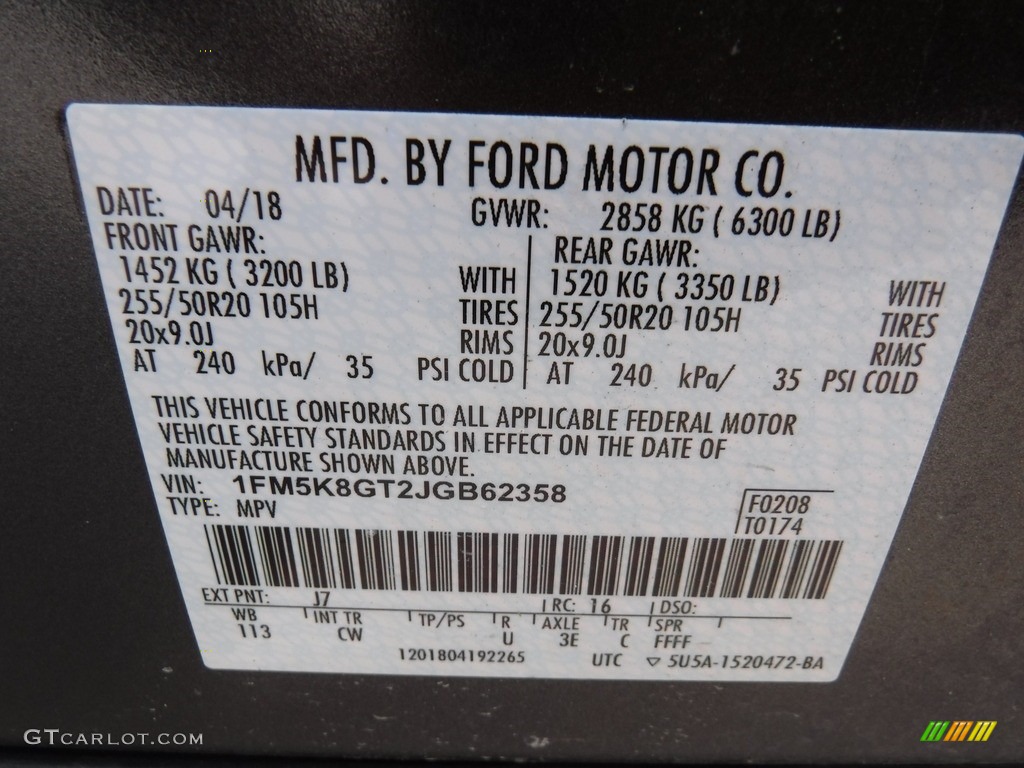 MFD. BY FORD MOTOR CO.
DATE: 04/18 GVWR: 2858 KG ( 6300 LB)
FRONT GAWR: REAR GAWR:
1452 KG ( 3200 LB) WITH 1520 KG ( 3350 LB) WITH
255/50R20 105H TIRES 255/50R20 105H TIRES
20x9.0J RIMS 20x9.0J RIMS
AT 240 kPa/ 35 PSI COLD AT 240 kPa/ 35 PSI COLD
THIS VEHICLE CONFORMS TO ALL APPLICABLE FEDERAL MOTOR
VEHICLE SAFETY STANDARDS IN EFFECT ON THE DATE OF
MANUFACTURE SHOWN ABOVE.
VIN: 1FM5K8GT2JGB62358
TYPE: MPV
F0208
T0174
EXT PNT: J7 RC: 16 DSO:
WB INT TR TP/PS R AXLE TR SPR
113 CW U 3E C FFFF
1201804192265 UTC 5U5A-1520472-BA
GTCARLOT.COM